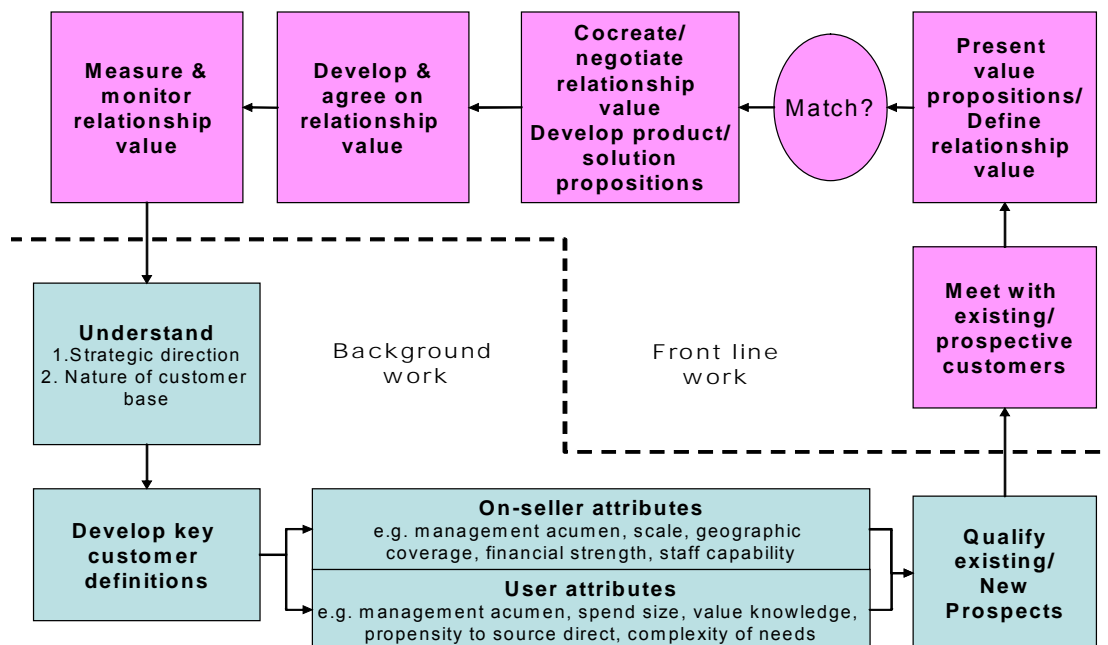 Measure &
monitor
relationship
value
Develop &
agree on
relationship
value
Cocreate/
negotiate
relationship
value
Develop product/
solution
propositions
Match?
Present
value
propositions/
Define
relationship
value
Understand
1.Strategic direction
2. Nature of customer
base
Background
work
Front line
work
Meet with
existing/
prospective
customers
Develop key
customer
definitions
On-seller attributes
e.g. management acumen, scale, geographic
coverage, financial strength, staff capability
User attributes
e.g. management acumen, spend size, value knowledge,
propensity to source direct, complexity of needs
Qualify
existing/
New
Prospects